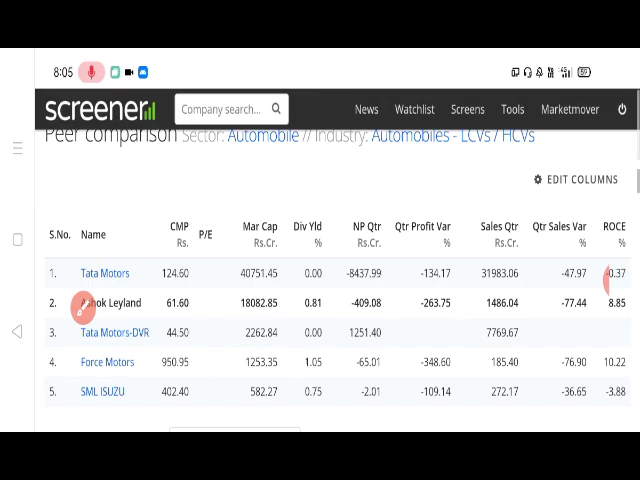 8:05
screener Company search... News Watchlist Screens Tools Marketmover
Peer comparison Sector: Automobile // Industry: Automobiles - LCVs / HCVs
EDIT COLUMNS
S.No. Name CMP Rs. P/E Mar Cap Rs.Cr. Div Yld % NP Qtr Rs.Cr. Qtr Profit Var % Sales Qtr Rs.Cr. Qtr Sales Var % ROCE %
1. Tata Motors 124.60 40751.45 0.00 -8437.99 -134.17 31983.06 -47.97 -0.37
2. Ashok Leyland 61.60 18082.85 0.81 -409.08 -263.75 1486.04 -77.44 8.85
3. Tata Motors-DVR 44.50 2262.84 0.00 1251.40 7769.67
4. Force Motors 950.95 1253.35 1.05 -65.01 -348.60 185.40 -76.90 10.22
5. SML ISUZU 402.40 582.27 0.75 -2.01 -109.14 272.17 -36.65 -3.88